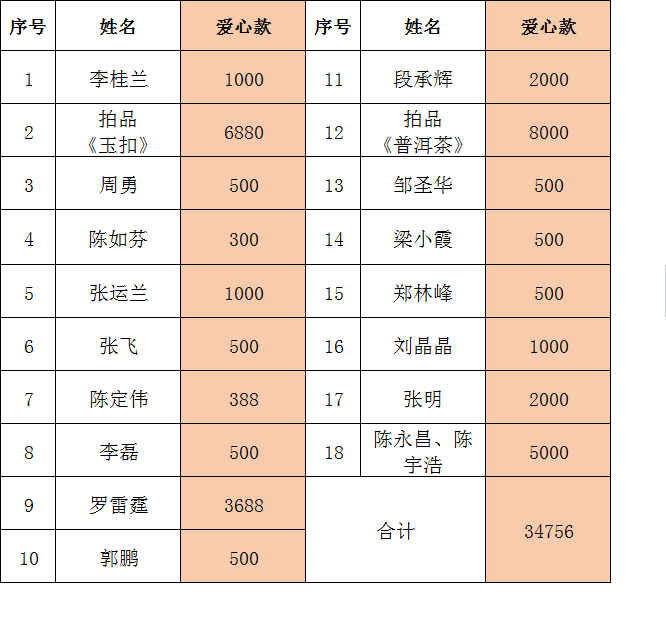 序号 姓名 爱心款 序号 姓名 爱心款
1 李桂兰 1000 11 段承辉 2000
2 拍品
《玉扣》 6880 12 拍品
《普洱茶》 8000
3 周勇 500 13 邹圣华 500
4 陈如芬 300 14 梁小霞 500
5 张运兰 1000 15 郑林峰 500
6 张飞 500 16 刘晶晶 1000
7 陈定伟 388 17 张明 2000
8 李磊 500 18 陈永昌、陈
宇浩 5000
9 罗雷霆 3688 合计 34756
10 郭鹏 500